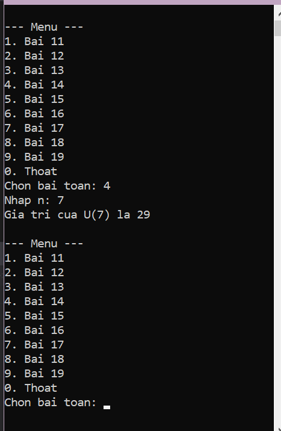 --- Menu ---
1. Bai 11
2. Bai 12
3. Bai 13
4. Bai 14
5. Bai 15
6. Bai 16
7. Bai 17
8. Bai 18
9. Bai 19
0. Thoat
Chon bai toan: 4
Nhap n: 7
Gia tri cua U(7) la 29
--- Menu ---
1. Bai 11
2. Bai 12
3. Bai 13
4. Bai 14
5. Bai 15
6. Bai 16
7. Bai 17
8. Bai 18
9. Bai 19
0. Thoat
Chon bai toan: